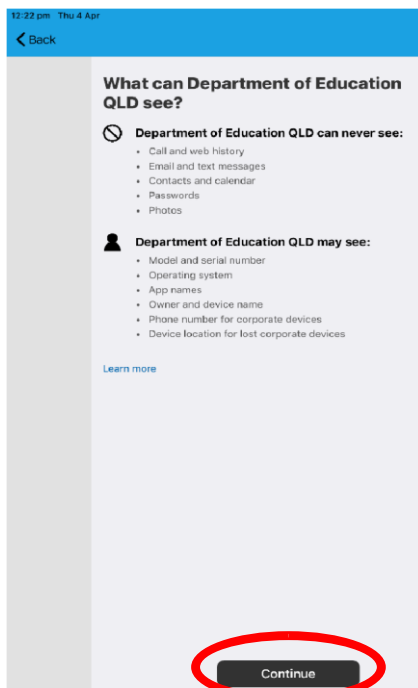 12:22 pm Thu 4 Apr
Back
What can Department of Education
QLD see?
Department of Education QLD can never see:
• Call and web history
• Email and text messages
• Contacts and calendar
• Passwords
• Photos
Department of Education QLD may see:
• Model and serial number
• Operating system
• App names
• Owner and device name
• Phone number for corporate devices
• Device location for lost corporate devices
Learn more
Continue